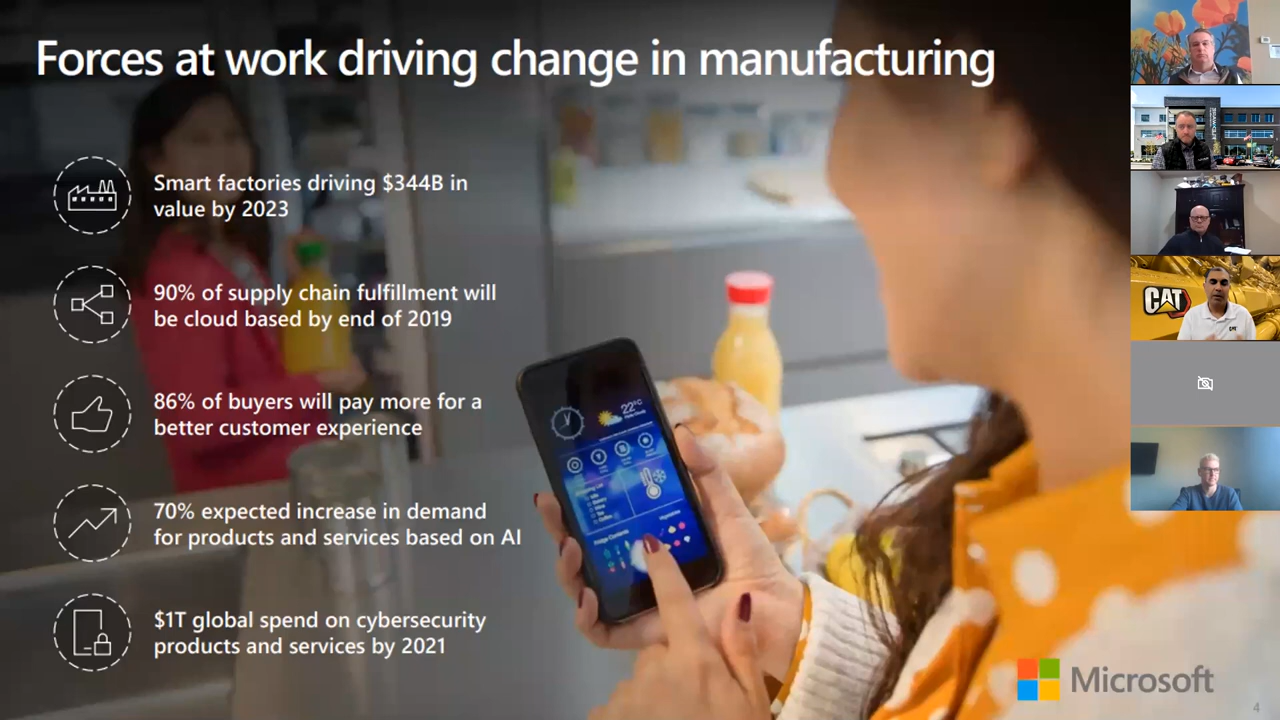 Forces at work driving change in manufacturing
Smart factories driving $344B in
value by 2023
90% of supply chain fulfillment will
be cloud based by end of 2019
86% of buyers will pay more for a
better customer experience
70% expected increase in demand
for products and services based on AI
$1T global spend on cybersecurity
products and services by 2021
22°C
Microsoft
4
CAT
CAT